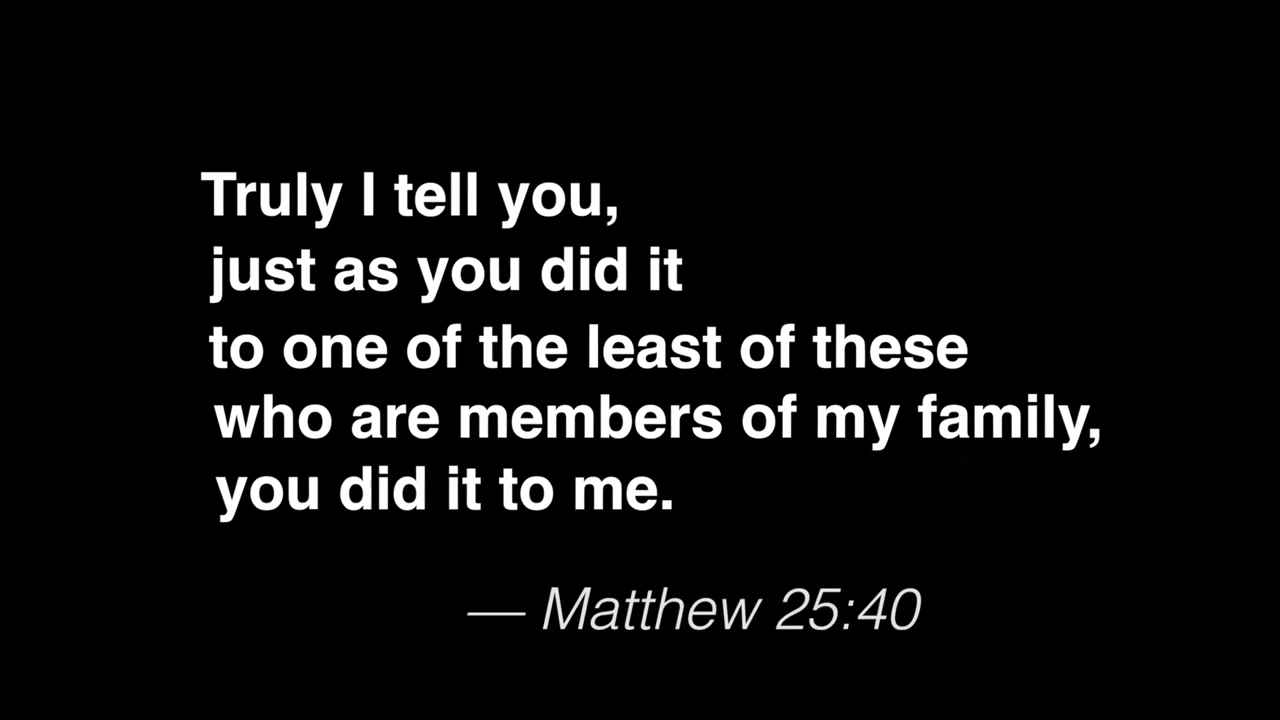 Truly I tell you,
just as you did it
to one of the least of these
who are members of my family,
you did it to me.
— Matthew 25:40